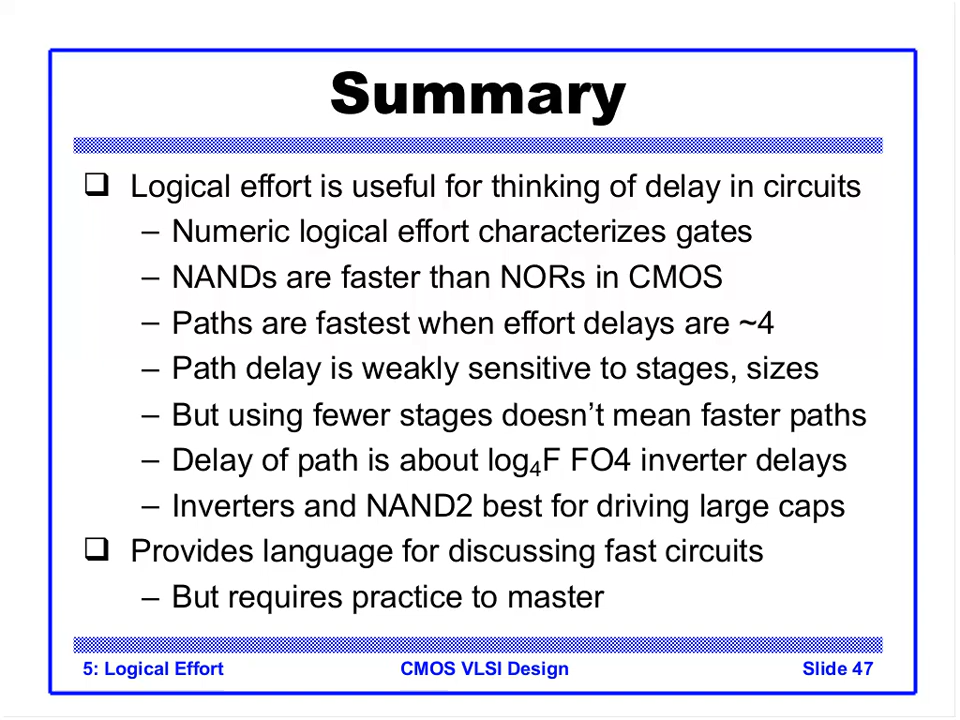 Summary
❑ Logical effort is useful for thinking of delay in circuits
– Numeric logical effort characterizes gates
– NANDs are faster than NORs in CMOS
– Paths are fastest when effort delays are ~4
– Path delay is weakly sensitive to stages, sizes
– But using fewer stages doesn’t mean faster paths
– Delay of path is about log₄F FO4 inverter delays
– Inverters and NAND2 best for driving large caps
❑ Provides language for discussing fast circuits
– But requires practice to master
5: Logical Effort CMOS VLSI Design Slide 47